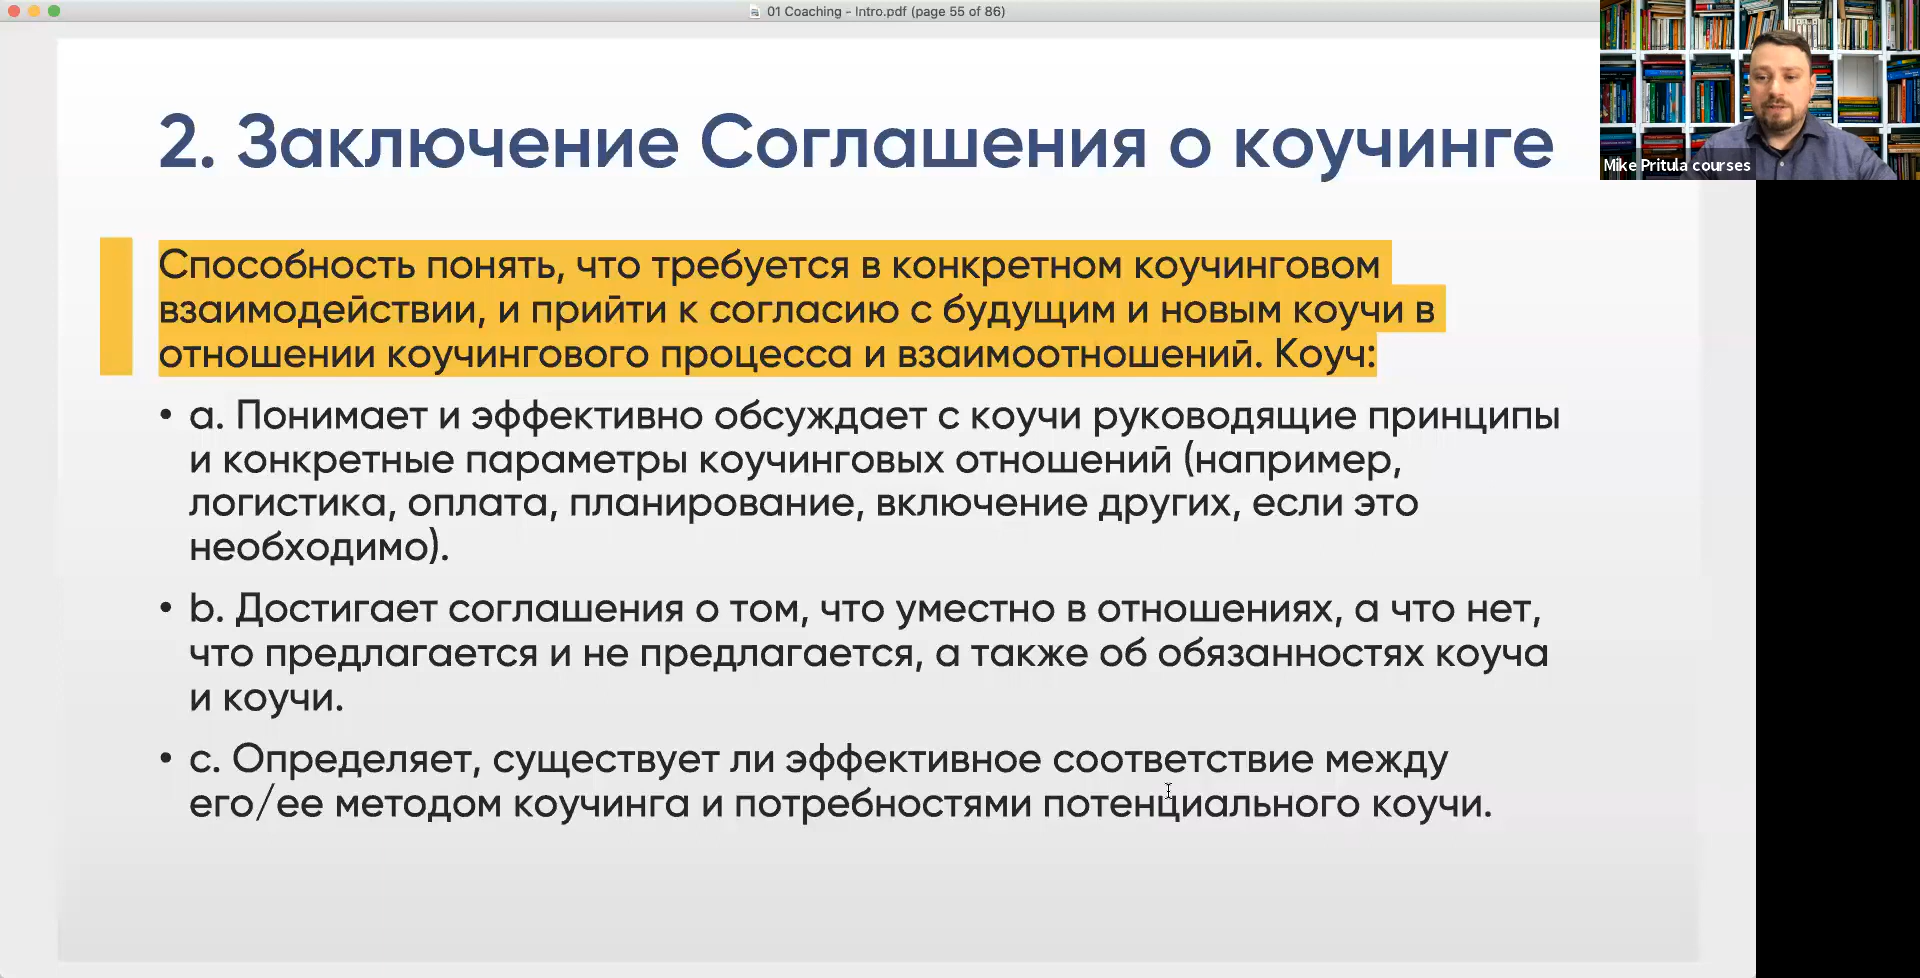 01 Coaching - Intro.pdf (page 55 of 86)
Mike Pritula courses
2. Заключение Соглашения о коучинге
Способность понять, что требуется в конкретном коучинговом
взаимодействии, и прийти к согласию с будущим и новым коучи в
отношении коучингового процесса и взаимоотношений. Коуч:
• a. Понимает и эффективно обсуждает с коучи руководящие принципы
и конкретные параметры коучинговых отношений (например,
логистика, оплата, планирование, включение других, если это
необходимо).
• b. Достигает соглашения о том, что уместно в отношениях, а что нет,
что предлагается и не предлагается, а также об обязанностях коуча
и коучи.
• c. Определяет, существует ли эффективное соответствие между
его/ее методом коучинга и потребностями потенциального коучи.